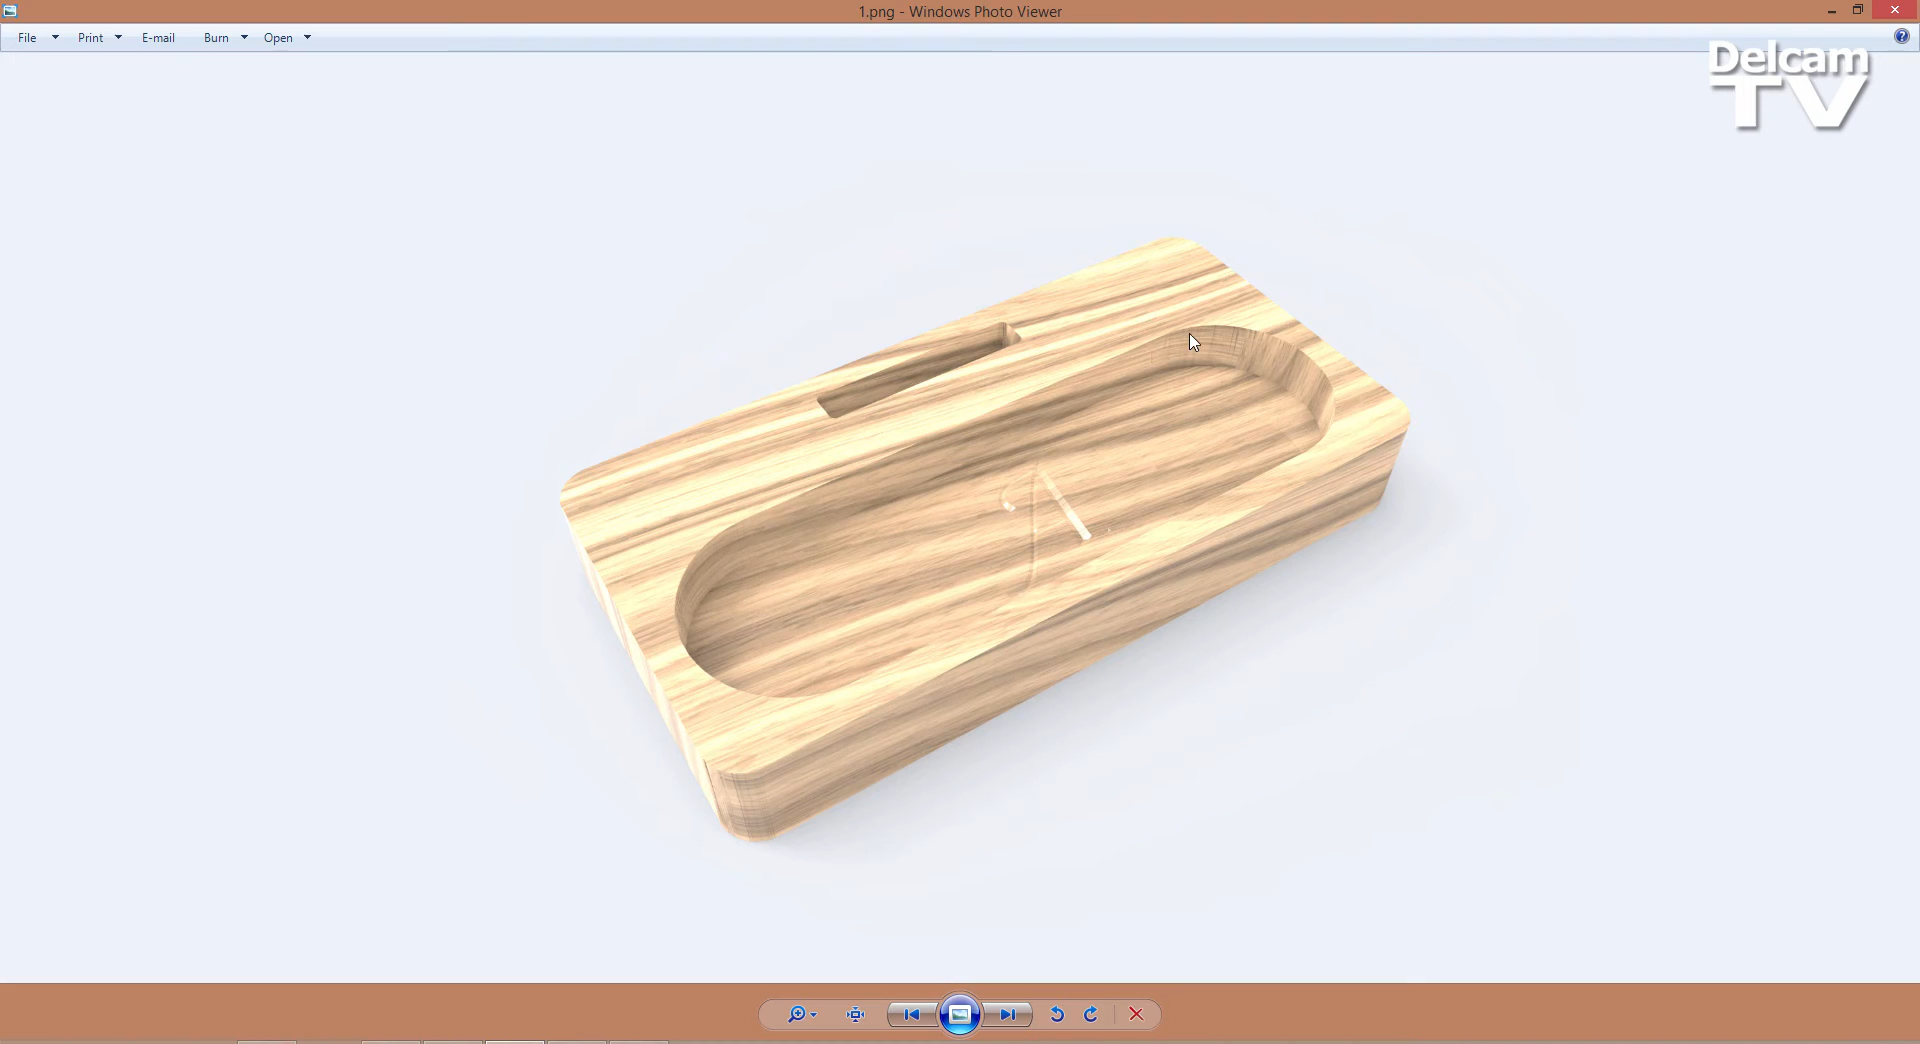 1.png - Windows Photo Viewer
File Print E-mail Burn Open
Delcam
TV